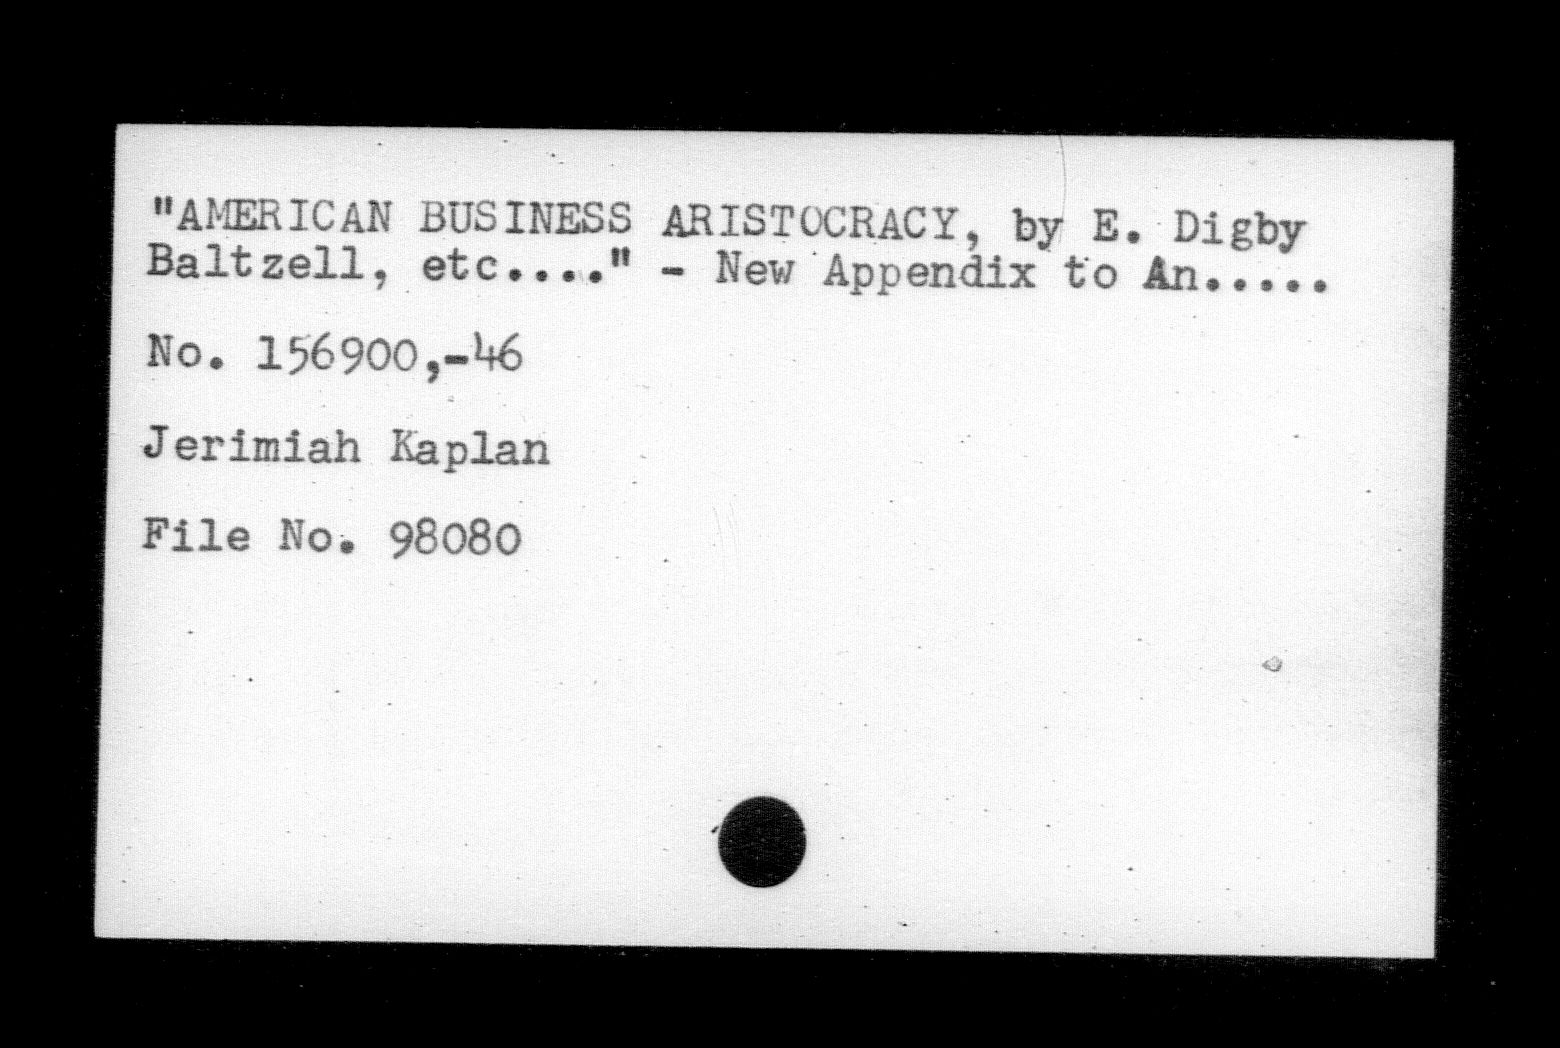 "AMERICAN BUSINESS ARISTOCRACY, by E. Digby
Baltzell, etc...." - New Appendix to An.....
No. 156900,-46
Jerimiah Kaplan
File No. 98080